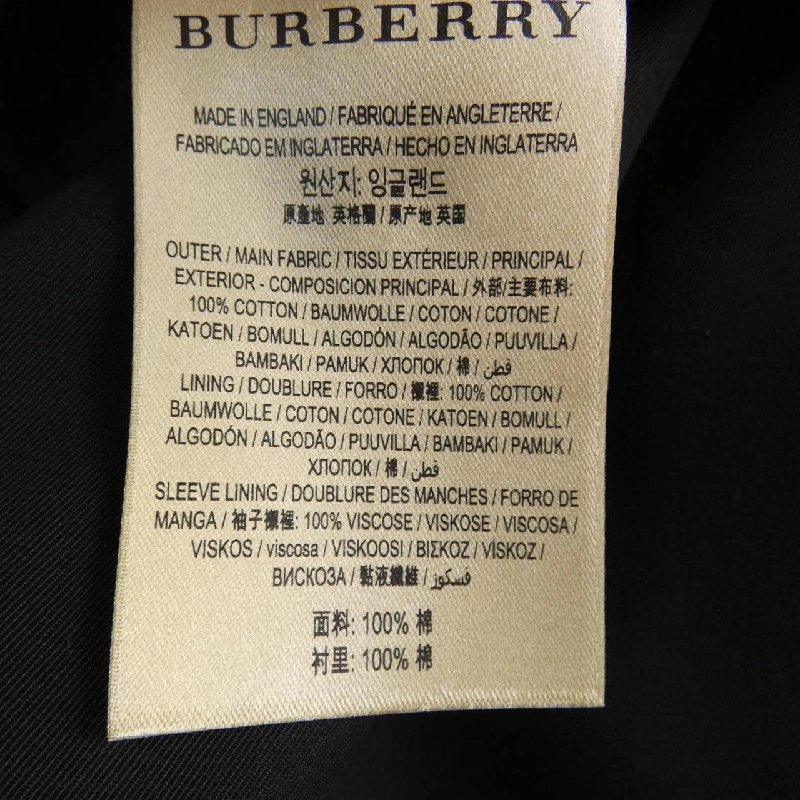 BURBERRY
MADE IN ENGLAND / FABRIQUÉ EN ANGLETERRE /
FABRICADO EM INGLATERRA / HECHO EN INGLATERRA
원산지: 잉글랜드
原產地 英格蘭 / 原产地 英国
OUTER / MAIN FABRIC / TISSU EXTÉRIEUR / PRINCIPAL /
EXTERIOR - COMPOSICION PRINCIPAL / 外部/主要布料:
100% COTTON / BAUMWOLLE / COTON / COTONE /
KATOEN / BOMULL / ALGODÓN / ALGODÃO / PUUVILLA /
BAMBAKI / PAMUK / ХЛОПОК / 棉 / قطن
LINING / DOUBLURE / FORRO / 襯裡: 100% COTTON /
BAUMWOLLE / COTON / COTONE / KATOEN / BOMULL /
ALGODÓN / ALGODÃO / PUUVILLA / BAMBAKI / PAMUK /
ХЛОПОК / 棉 / قطن
SLEEVE LINING / DOUBLURE DES MANCHES / FORRO DE
MANGA / 袖子襯裡: 100% VISCOSE / VISKOSE / VISCOSA /
VISKOS / viscosa / VISKOOSI / ΒΙΣΚΟΖ / VİSKOZ /
ВИСКОЗА / 黏液纖維 / فسكوز
面料: 100% 棉
衬里: 100% 棉